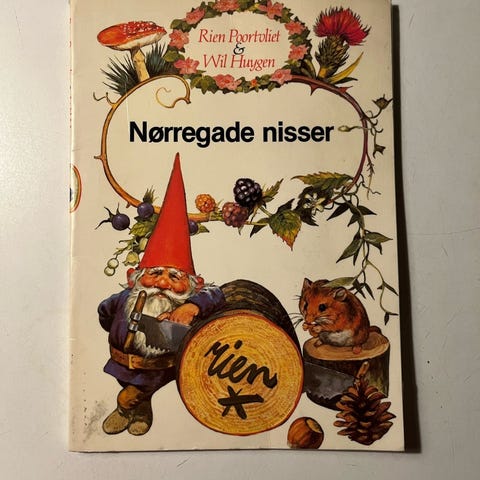 Rien Poortvliet
&
Wil Huygen
Nørregade nisser
rien